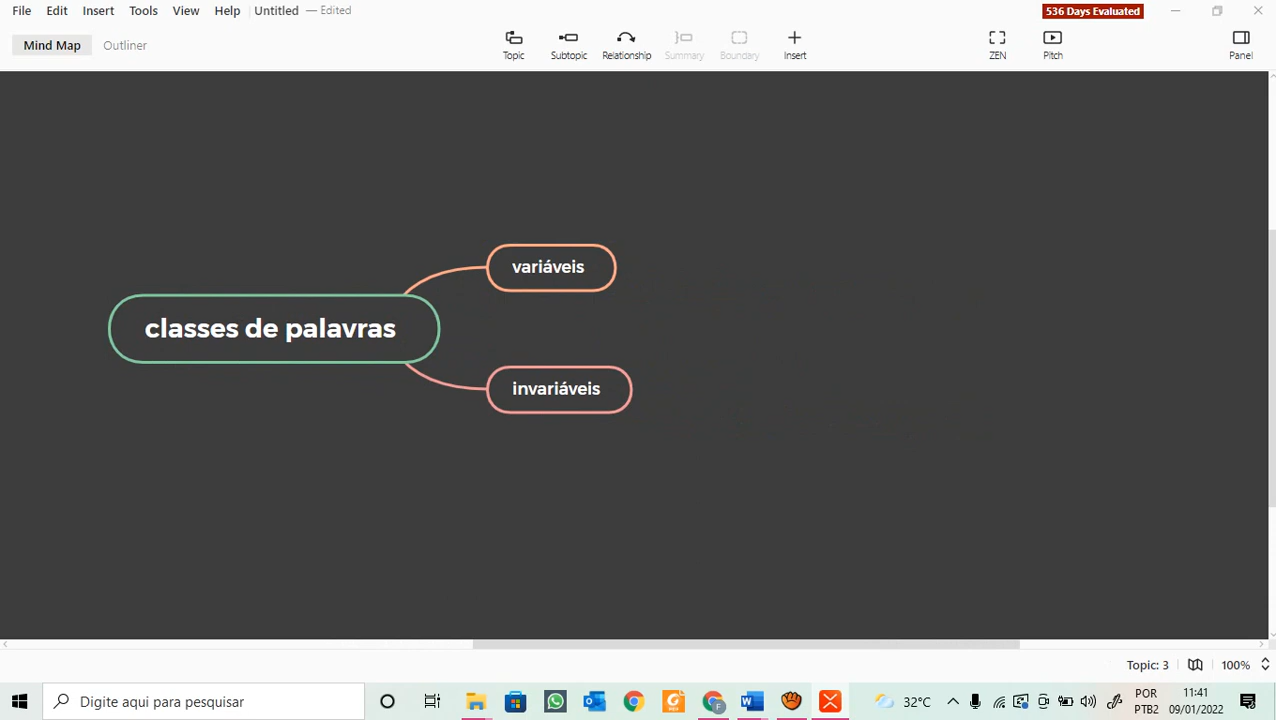 File Edit Insert Tools View Help Untitled — Edited
536 Days Evaluated
Mind Map Outliner
Topic Subtopic Relationship Summary Boundary Insert ZEN Pitch Panel
variáveis
classes de palavras
invariáveis
Topic: 3 100%
Digite aqui para pesquisar
32°C
POR
PTB2
11:41
09/01/2022